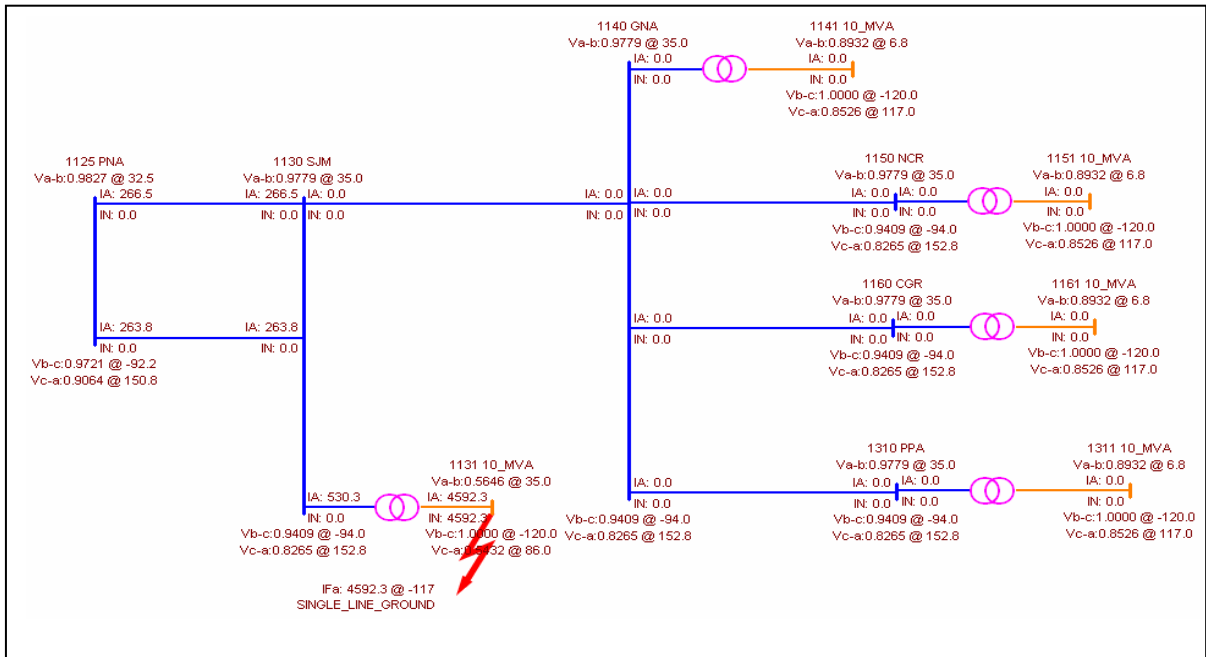 1140 GNA
Va-b:0.9779 @ 35.0
IA: 0.0
IN: 0.0
1141 10_MVA
Va-b:0.8932 @ 6.8
IA: 0.0
IN: 0.0
Vb-c:1.0000 @ -120.0
Vc-a:0.8526 @ 117.0
1125 PNA
Va-b:0.9827 @ 32.5
IA: 266.5
IN: 0.0
1130 SJM
Va-b:0.9779 @ 35.0
IA: 266.5
IN: 0.0
IA: 0.0
IN: 0.0
IA: 0.0
IN: 0.0
IA: 0.0
IN: 0.0
1150 NCR
Va-b:0.9779 @ 35.0
IA: 0.0
IN: 0.0
IA: 0.0
IN: 0.0
Vb-c:0.9409 @ -94.0
Vc-a:0.8265 @ 152.8
1151 10_MVA
Va-b:0.8932 @ 6.8
IA: 0.0
IN: 0.0
Vb-c:1.0000 @ -120.0
Vc-a:0.8526 @ 117.0
IA: 263.8
IN: 0.0
Vb-c:0.9721 @ -92.2
Vc-a:0.9064 @ 150.8
IA: 263.8
IN: 0.0
IA: 0.0
IN: 0.0
1160 CGR
Va-b:0.9779 @ 35.0
IA: 0.0
IN: 0.0
IA: 0.0
IN: 0.0
Vb-c:0.9409 @ -94.0
Vc-a:0.8265 @ 152.8
1161 10_MVA
Va-b:0.8932 @ 6.8
IA: 0.0
IN: 0.0
Vb-c:1.0000 @ -120.0
Vc-a:0.8526 @ 117.0
IA: 530.3
IN: 0.0
Vb-c:0.9409 @ -94.0
Vc-a:0.8265 @ 152.8
1131 10_MVA
Va-b:0.5646 @ 35.0
IA: 4592.3
IN: 4592.3
Vb-c:1.0000 @ -120.0
@ 86.0
IFa: 4592.3 @ -117
SINGLE_LINE_GROUND
IA: 0.0
IN: 0.0
Vb-c:0.9409 @ -94.0
Vc-a:0.8265 @ 152.8
1310 PPA
Va-b:0.9779 @ 35.0
IA: 0.0
IN: 0.0
IA: 0.0
IN: 0.0
Vb-c:0.9409 @ -94.0
Vc-a:0.8265 @ 152.8
1311 10_MVA
Va-b:0.8932 @ 6.8
IA: 0.0
IN: 0.0
Vb-c:1.0000 @ -120.0
Vc-a:0.8526 @ 117.0